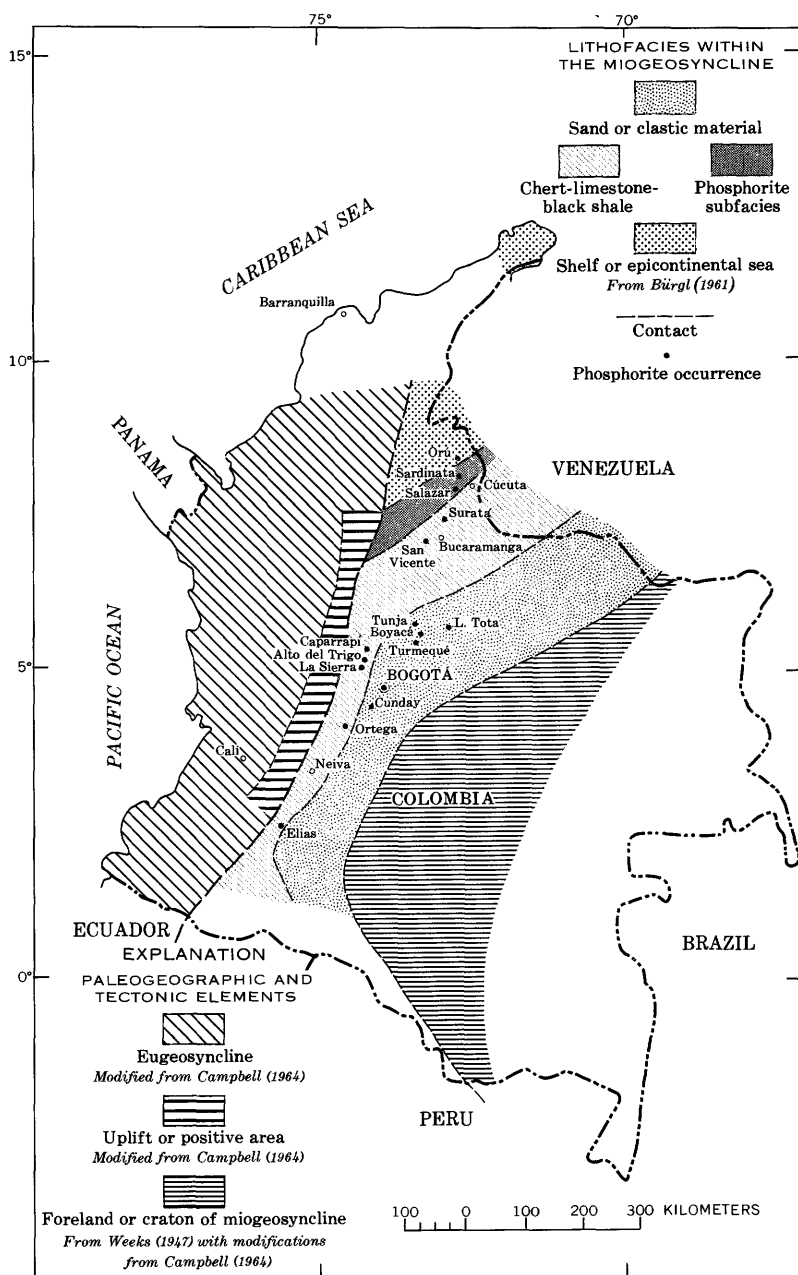 75°
70°
15°
LITHOFACIES WITHIN
THE MIOGEOSYNCLINE
Sand or clastic material
Chert-limestone-
black shale
Phosphorite
subfacies
Shelf or epicontinental sea
From Bürgl (1961)
Contact
Phosphorite occurrence
CARIBBEAN SEA
Barranquilla
10°
PANAMA
VENEZUELA
Orú
Sardinata
Salazar
Cúcuta
Surata
Bucaramanga
San
Vicente
Tunja
L. Tota
Boyacá
Turmequé
Caparrapí
Alto del Trigo
La Sierra
5°
BOGOTÁ
Cunday
Ortega
PACIFIC OCEAN
Cali
Neiva
COLOMBIA
Elias
ECUADOR
BRAZIL
EXPLANATION
0°
PALEOGEOGRAPHIC AND
TECTONIC ELEMENTS
Eugeosyncline
Modified from Campbell (1964)
Uplift or positive area
Modified from Campbell (1964)
PERU
Foreland or craton of miogeosyncline
From Weeks (1947) with modifications
from Campbell (1964)
100 0 100 200 300 KILOMETERS
75°
70°